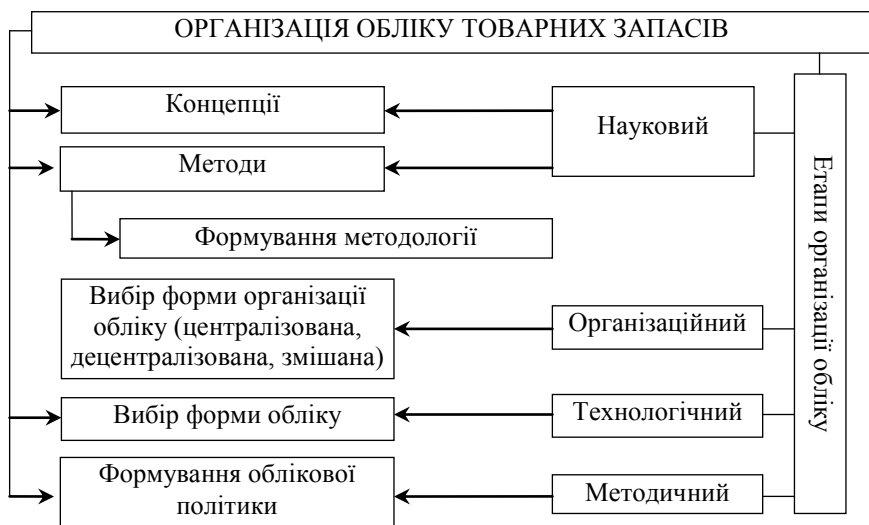 ОРГАНІЗАЦІЯ ОБЛІКУ ТОВАРНИХ ЗАПАСІВ
Концепції
Науковий
Методи
Формування методології
Вибір форми організації
обліку (централізована,
децентралізована, змішана)
Організаційний
Вибір форми обліку
Технологічний
Формування облікової
політики
Методичний
Етапи організації обліку